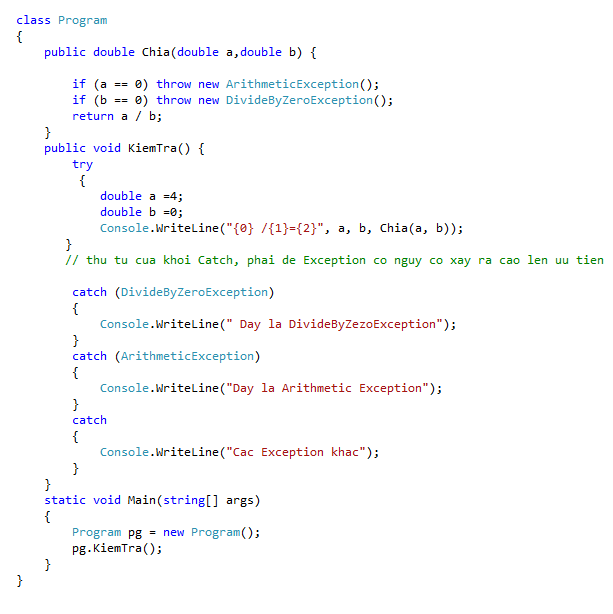 class Program
{
    public double Chia(double a,double b) {

        if (a == 0) throw new ArithmeticException();
        if (b == 0) throw new DivideByZeroException();
        return a / b;
    }
    public void KiemTra() {
        try
         {
            double a =4;
            double b =0;
            Console.WriteLine("{0} /{1}={2}", a, b, Chia(a, b));
       }
       // thu tu cua khoi Catch, phai de Exception co nguy co xay ra cao len uu tien

        catch (DivideByZeroException)
        {
            Console.WriteLine(" Day la DivideByZezoException");
        }
        catch (ArithmeticException)
        {
            Console.WriteLine("Day la Arithmetic Exception");
        }
        catch
        {
            Console.WriteLine("Cac Exception khac");
        }
    }
    static void Main(string[] args)
    {
        Program pg = new Program();
        pg.KiemTra();
    }
}